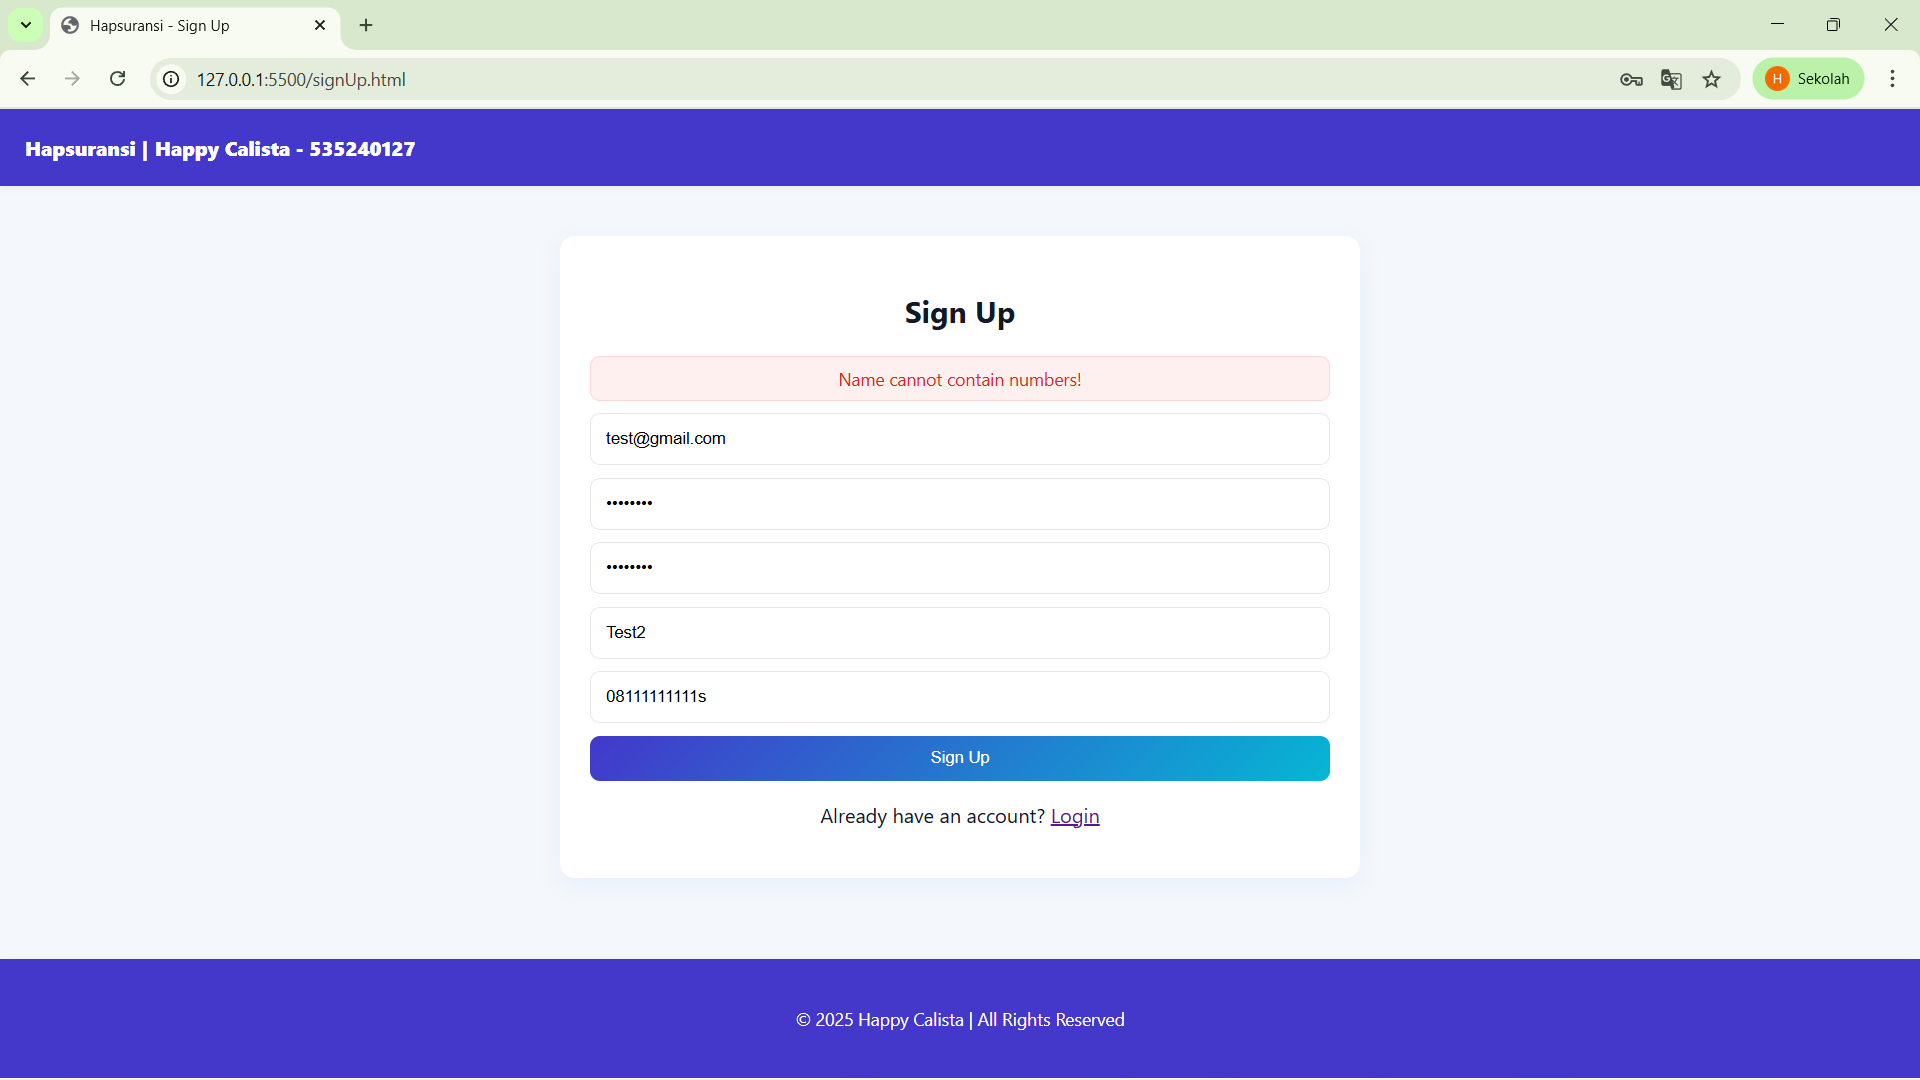 Hapsuransi - Sign Up
127.0.0.1:5500/signUp.html
H Sekolah
Hapsuransi | Happy Calista - 535240127
Sign Up
Name cannot contain numbers!
test@gmail.com
••••••••
••••••••
Test2
08111111111s
Sign Up
Already have an account? Login
© 2025 Happy Calista | All Rights Reserved